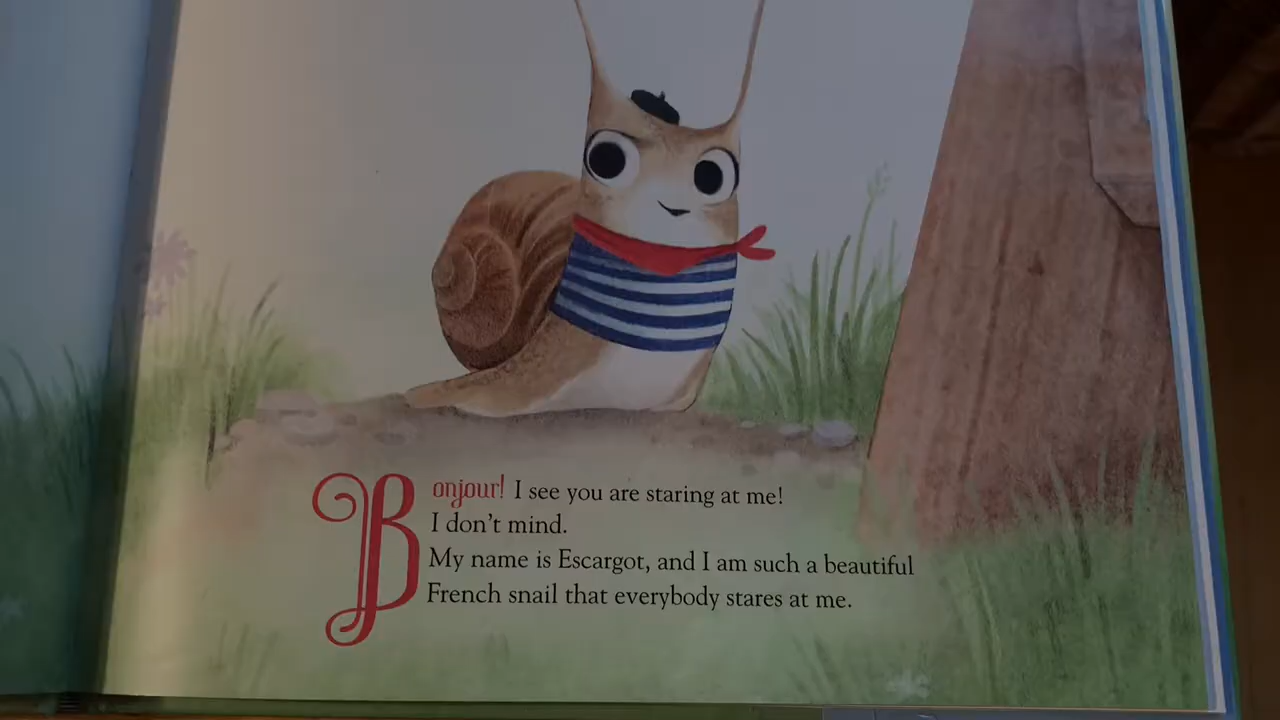 Bonjour! I see you are staring at me!
I don't mind.
My name is Escargot, and I am such a beautiful
French snail that everybody stares at me.